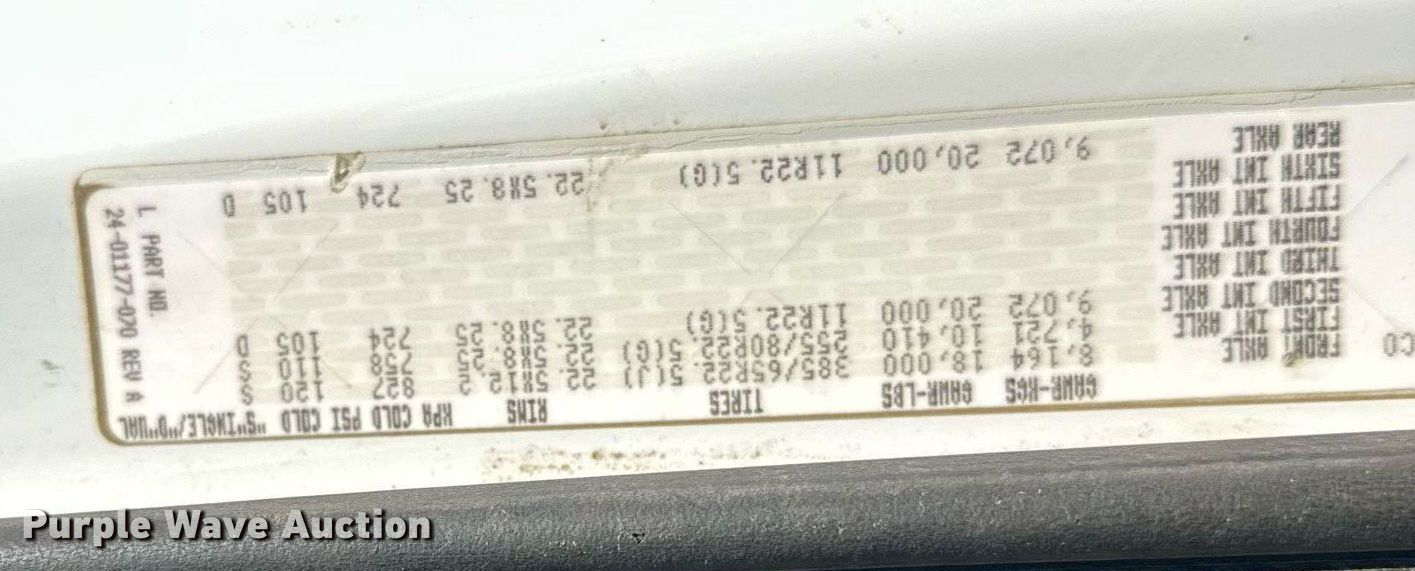 GAWR-KGS GAWR-LBS TIRES RIMS KPA COLD PSI COLD "S"INGLE/"D"UAL
FRONT AXLE 8,164 18,000 385/65R22.5(J) 22.5X12.2 827 120 S
FIRST INT AXLE 4,721 10,410 255/80R22.5(G) 22.5X8.25 758 110 S
SECOND INT AXLE 9,072 20,000 11R22.5(G) 22.5X8.25 724 105 D
THIRD INT AXLE
FOURTH INT AXLE
FIFTH INT AXLE
SIXTH INT AXLE
REAR AXLE 9,072 20,000 11R22.5(G) 22.5X8.25 724 105 D
L PART NO.
24-01177-070 REV A A
Purple Wave Auction